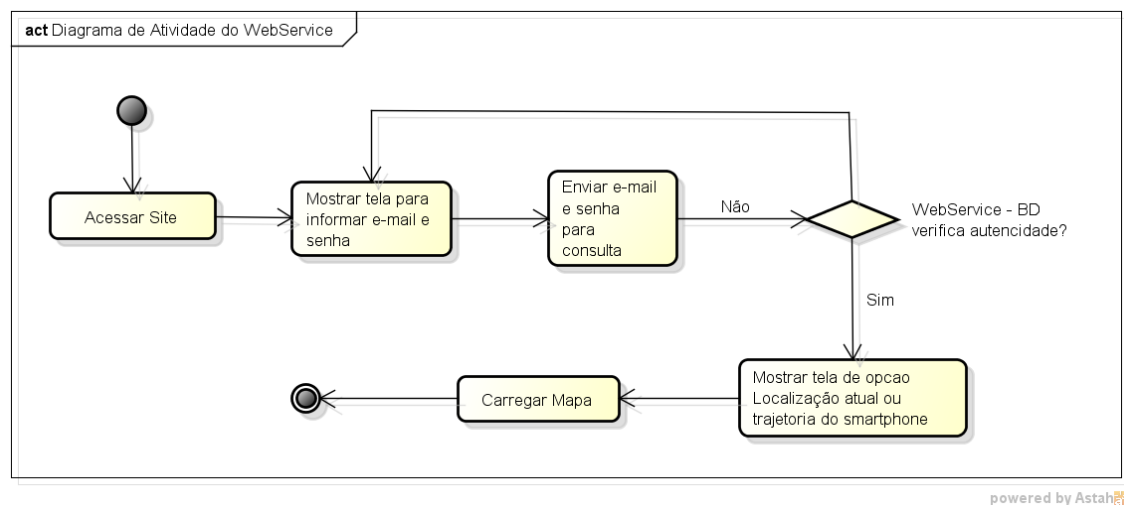 act Diagrama de Atividade do WebService
Acessar Site
Mostrar tela para
informar e-mail e
senha
Enviar e-mail
e senha
para
consulta
Não
WebService - BD
verifica autencidade?
Sim
Mostrar tela de opcao
Localização atual ou
trajetoria do smartphone
Carregar Mapa
powered by Astah